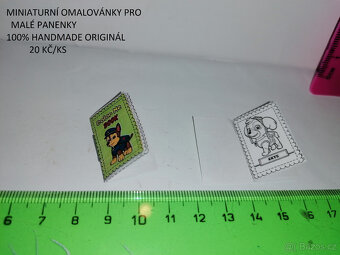 MINIATURNÍ OMALOVÁNKY PRO
MALÉ PANENKY
100% HANDMADE ORIGINÁL
20 KČ/KS
6 7 8 9 10 11 12 13 14 15 16 17